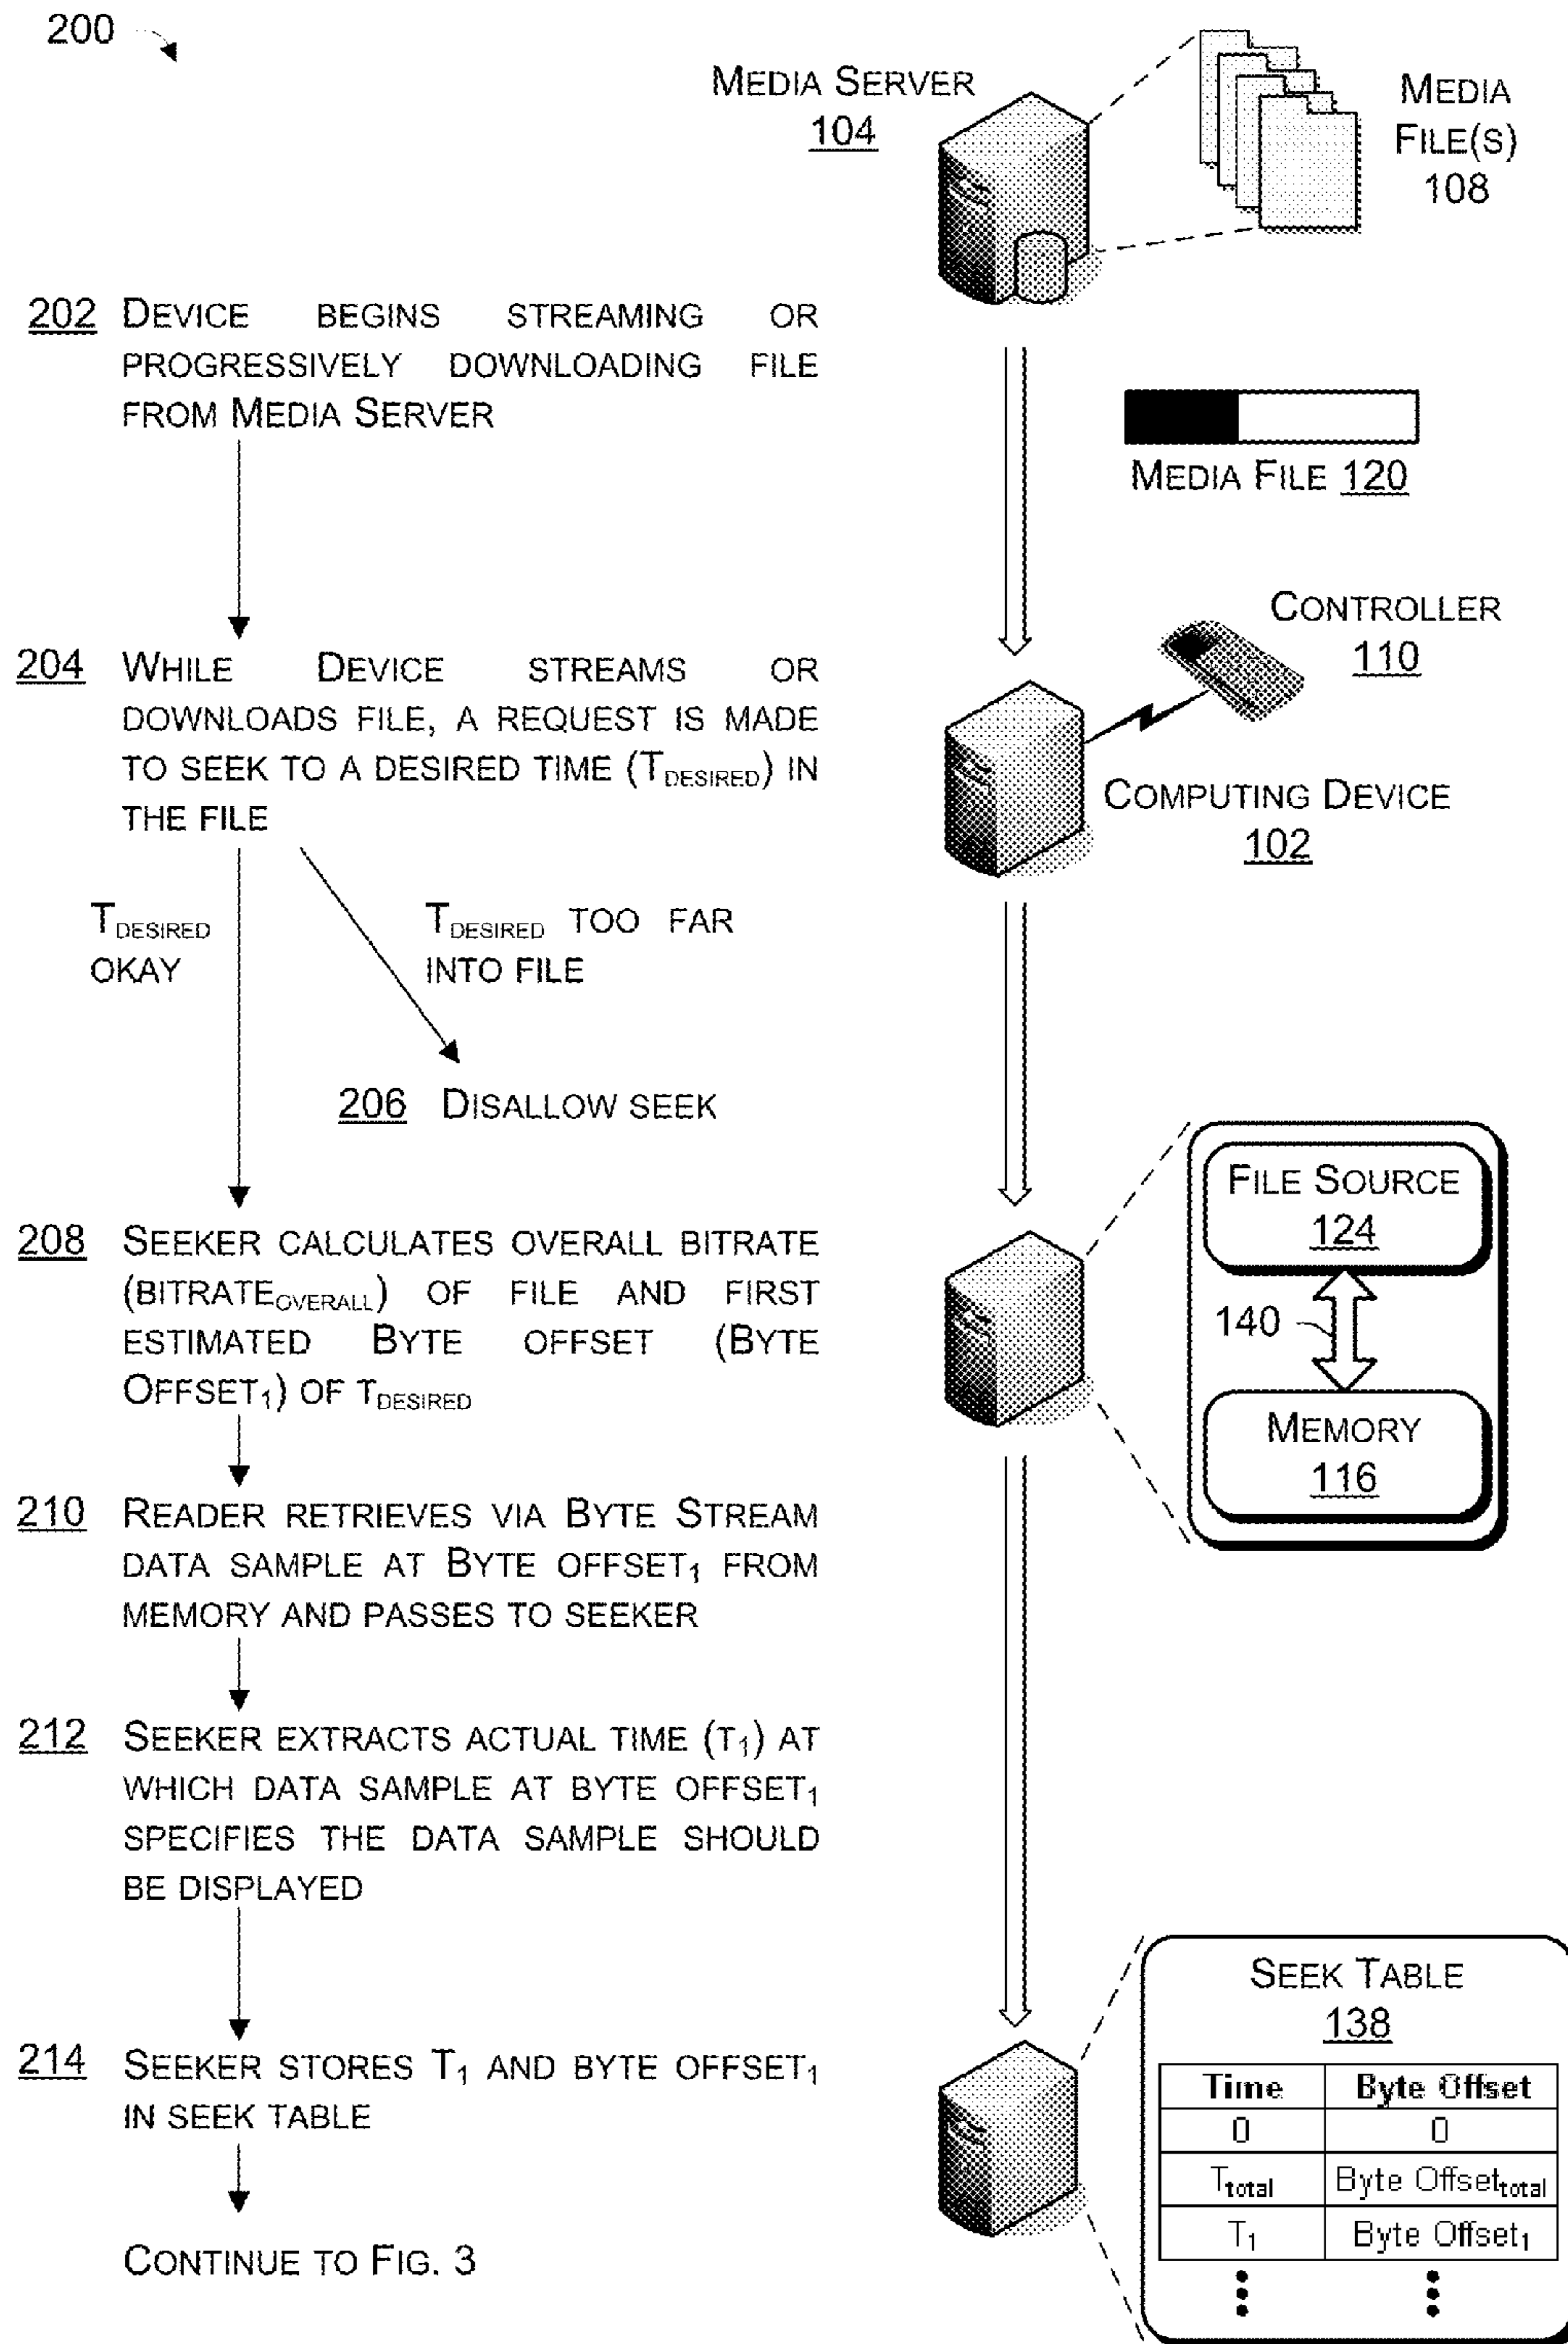 200
MEDIA SERVER
104
MEDIA
FILE(S)
108
202 DEVICE BEGINS STREAMING OR
PROGRESSIVELY DOWNLOADING FILE
FROM MEDIA SERVER
MEDIA FILE 120
CONTROLLER
110
204 WHILE DEVICE STREAMS OR
DOWNLOADS FILE, A REQUEST IS MADE
TO SEEK TO A DESIRED TIME (T_DESIRED) IN
THE FILE
COMPUTING DEVICE
102
T_DESIRED
OKAY
T_DESIRED TOO FAR
INTO FILE
206 DISALLOW SEEK
208 SEEKER CALCULATES OVERALL BITRATE
(BITRATE_OVERALL) OF FILE AND FIRST
ESTIMATED BYTE OFFSET (BYTE
OFFSET₁) OF T_DESIRED
FILE SOURCE
124
140
MEMORY
116
210 READER RETRIEVES VIA BYTE STREAM
DATA SAMPLE AT BYTE OFFSET₁ FROM
MEMORY AND PASSES TO SEEKER
212 SEEKER EXTRACTS ACTUAL TIME (T₁) AT
WHICH DATA SAMPLE AT BYTE OFFSET₁
SPECIFIES THE DATA SAMPLE SHOULD
BE DISPLAYED
214 SEEKER STORES T₁ AND BYTE OFFSET₁
IN SEEK TABLE
CONTINUE TO FIG. 3
SEEK TABLE
138
Time Byte Offset
0 0
T_total Byte Offset_total
T₁ Byte Offset₁